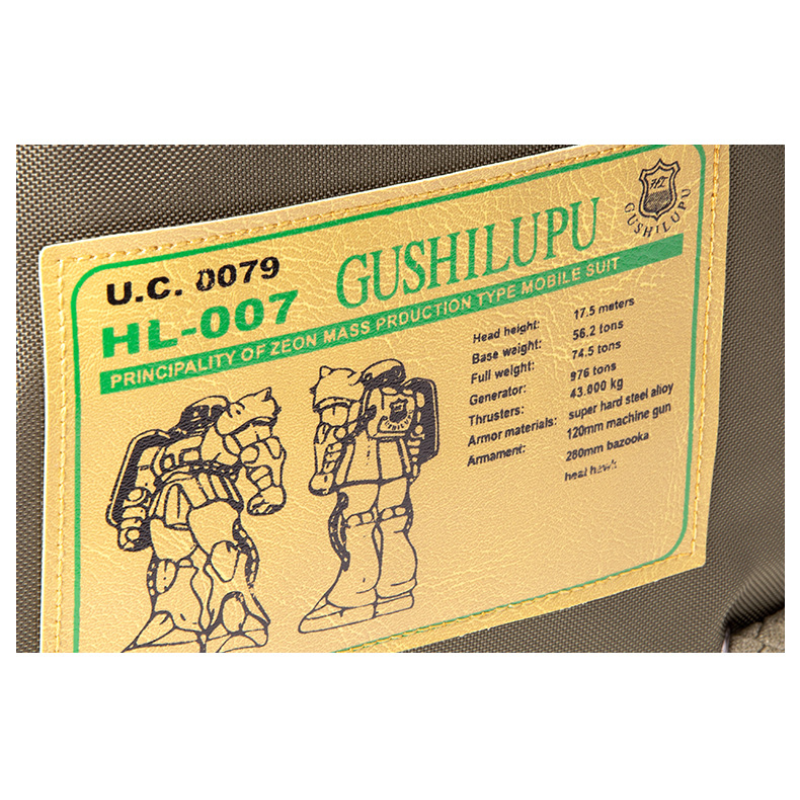 U.C. 0079
GUSHILUPU
HI
GUSHILUPU
HL-007
PRINCIPALITY OF ZEON MASS PRDUCTION TYPE MOBILE SUIT
Head height: 17.5 meters
Base weight: 56.2 tons
Full weight: 74.5 tons
Generator: 976 tons
Thrusters: 43.000 kg
Armor materials: super hard steel alloy
Armament: 120mm machine gun
280mm bazooka
heat hawk